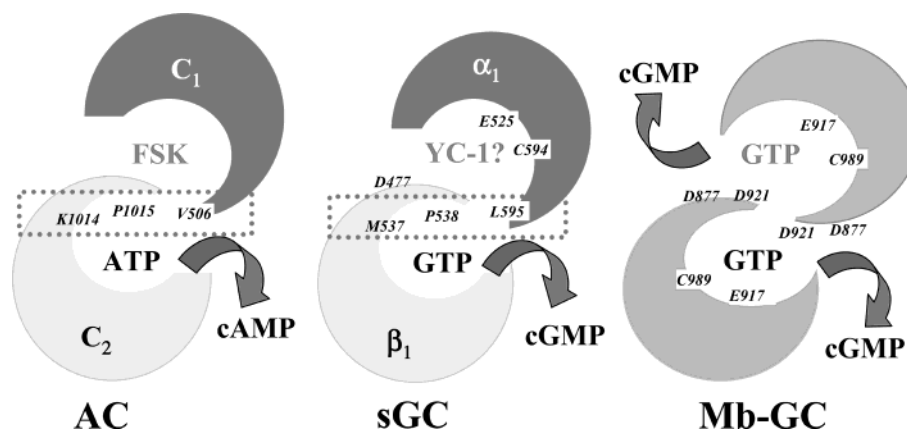 C1
FSK
K1014 P1015 V506
ATP
cAMP
C2
AC
α1
E525
YC-1?
C594
D477
M537 P538 L595
GTP
cGMP
β1
sGC
cGMP
E917
GTP
C989
D877 D921
D921 D877
GTP
C989
E917
cGMP
Mb-GC